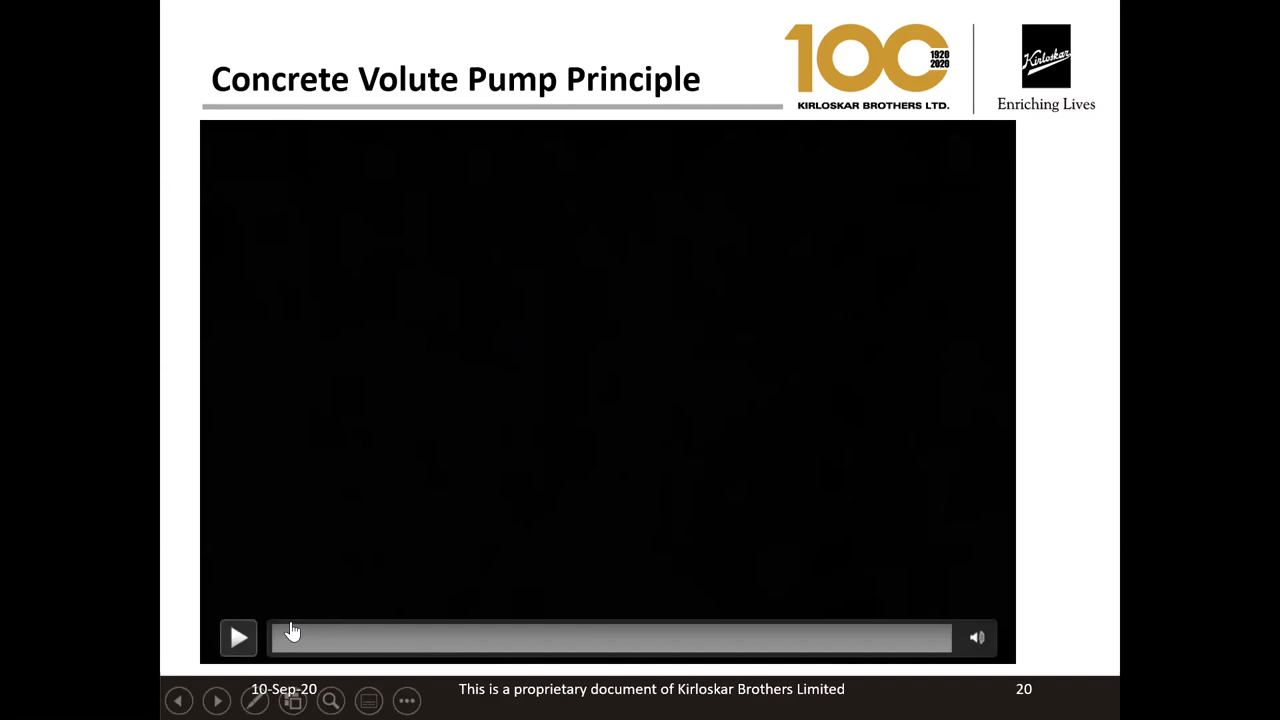 Concrete Volute Pump Principle
100
1920
2020
KIRLOSKAR BROTHERS LTD.
Kirloskar
Enriching Lives
10-Sep-20
This is a proprietary document of Kirloskar Brothers Limited
20